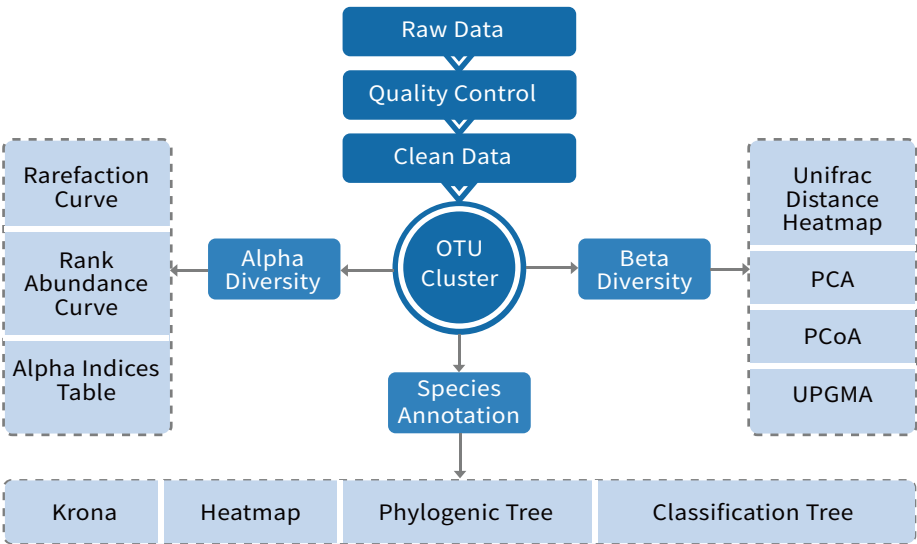 Raw Data
Quality Control
Clean Data
OTU
Cluster
Alpha
Diversity
Rarefaction
Curve
Rank
Abundance
Curve
Alpha Indices
Table
Beta
Diversity
Unifrac
Distance
Heatmap
PCA
PCoA
UPGMA
Species
Annotation
Krona
Heatmap
Phylogenic Tree
Classification Tree